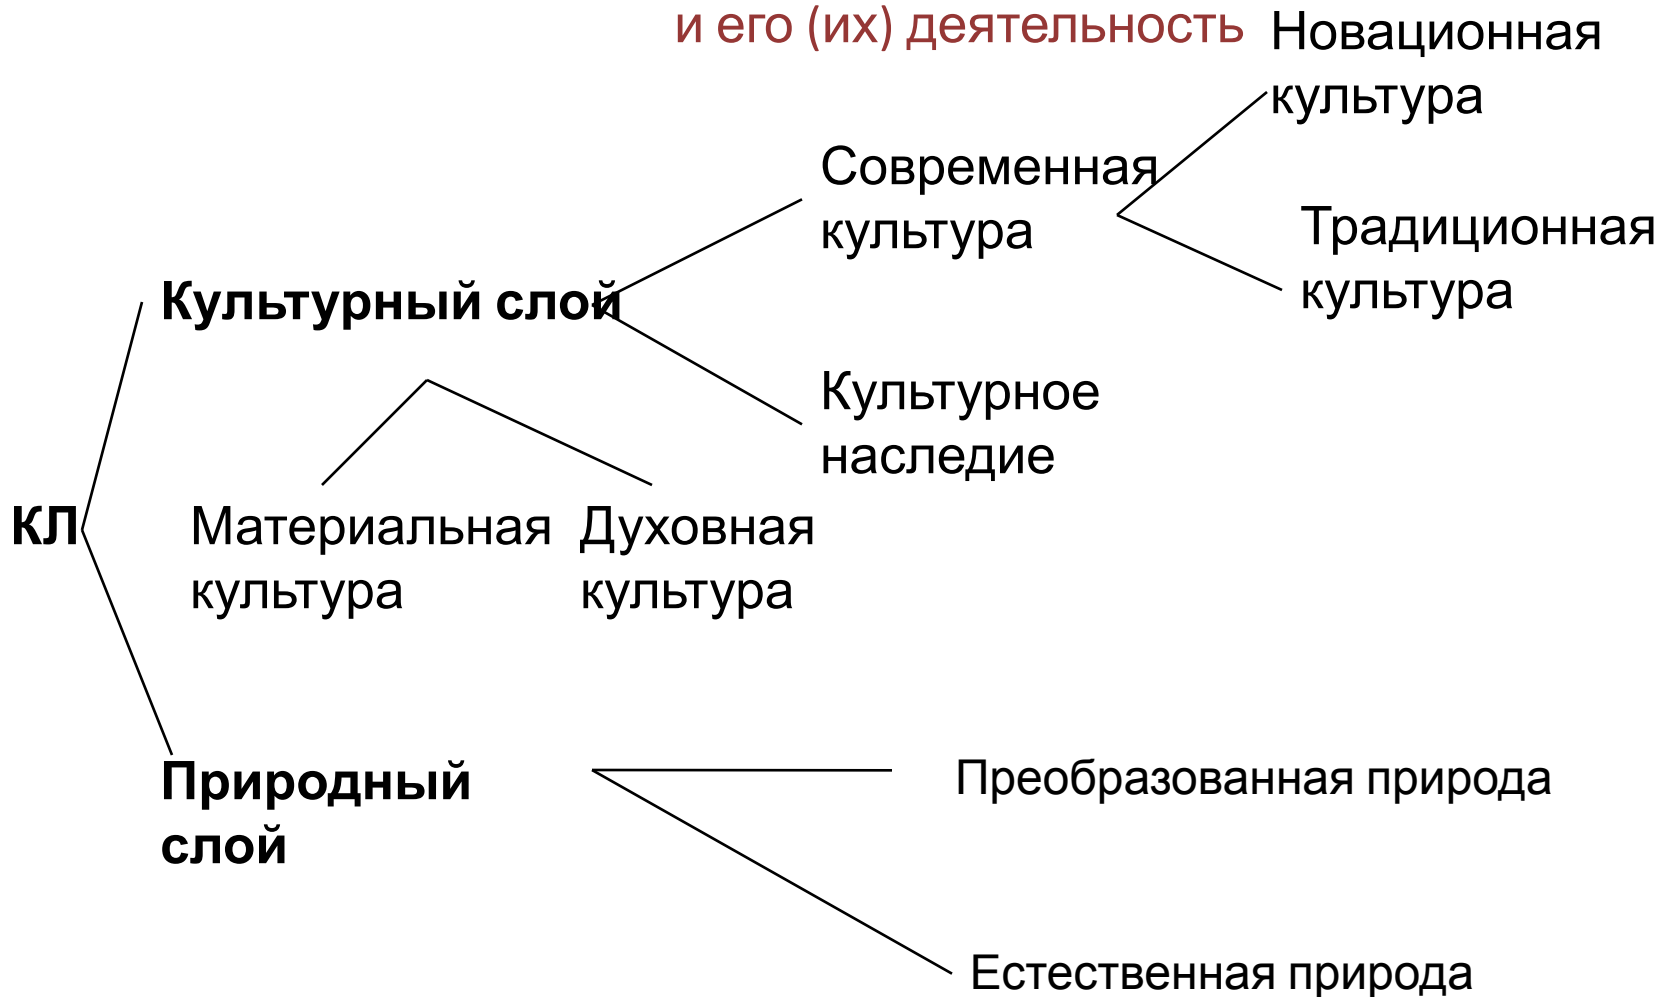 и его (их) деятельность
Новационная
культура
Современная
культура
Традиционная
культура
Культурный слой
Культурное
наследие
КЛ
Материальная
культура
Духовная
культура
Природный
слой
Преобразованная природа
Естественная природа